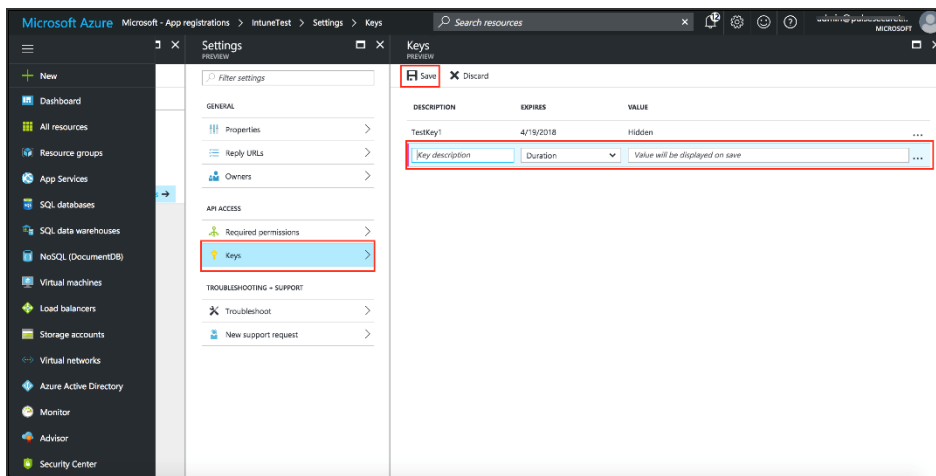 Microsoft Azure Microsoft - App registrations > IntuneTest > Settings > Keys
Search resources
12
MICROSOFT
New
Dashboard
All resources
Resource groups
App Services
SQL databases
SQL data warehouses
NoSQL (DocumentDB)
Virtual machines
Load balancers
Storage accounts
Virtual networks
Azure Active Directory
Monitor
Advisor
Security Center
Settings
PREVIEW
Filter settings
GENERAL
Properties
Reply URLs
Owners
API ACCESS
Required permissions
Keys
TROUBLESHOOTING + SUPPORT
Troubleshoot
New support request
Keys
PREVIEW
Save Discard
DESCRIPTION EXPIRES VALUE
TestKey1 4/19/2018 Hidden ...
Key description Duration Value will be displayed on save ...